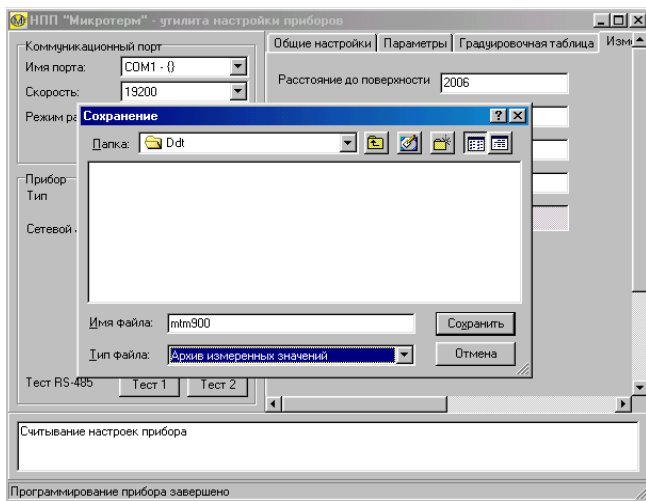 НПП "Микротерм" - утилита настройки приборов
Коммуникационный порт
Имя порта: COM1 - {}
Скорость: 19200
Режим ра
Общие настройки Параметры Градуировочная таблица Изм
Расстояние до поверхности 2006
Сохранение
Папка: Ddt
Прибор
Тип
Сетевой
Имя файла: mtm900
Сохранить
Тип файла: Архив измеренных значений
Отмена
Тест RS-485 Тест 1 Тест 2
Считывание настроек прибора
Программирование прибора завершено